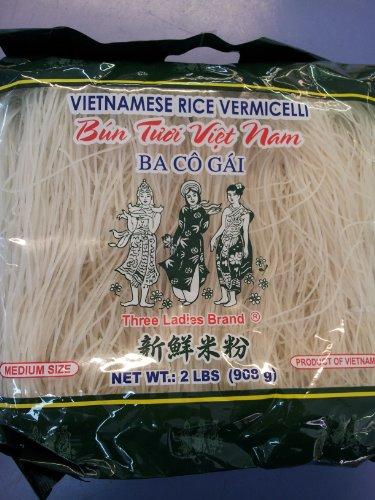 VIETNAMESE RICE VERMICELLI
Bún Tươi Việt Nam
BA CÔ GÁI
Three Ladies Brand ®
新鮮米粉
MEDIUM SIZE
PRODUCT OF VIETNAM
NET WT.: 2 LBS (908 g)